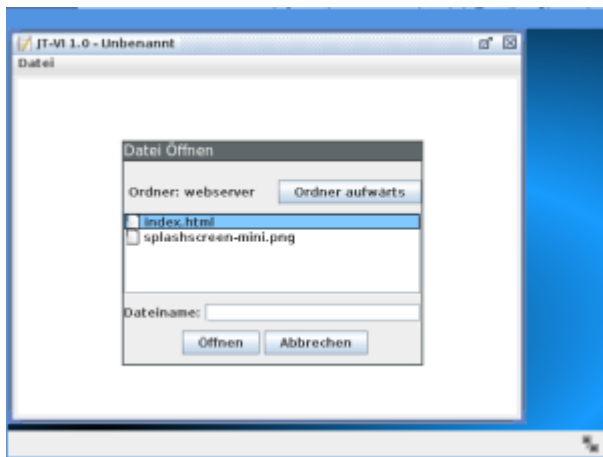 JT-VI 1.0 - Unbenannt
Datei
Datei Öffnen
Ordner: webserver
Ordner aufwärts
index.html
splashscreen-mini.png
Dateiname:
Öffnen
Abbrechen